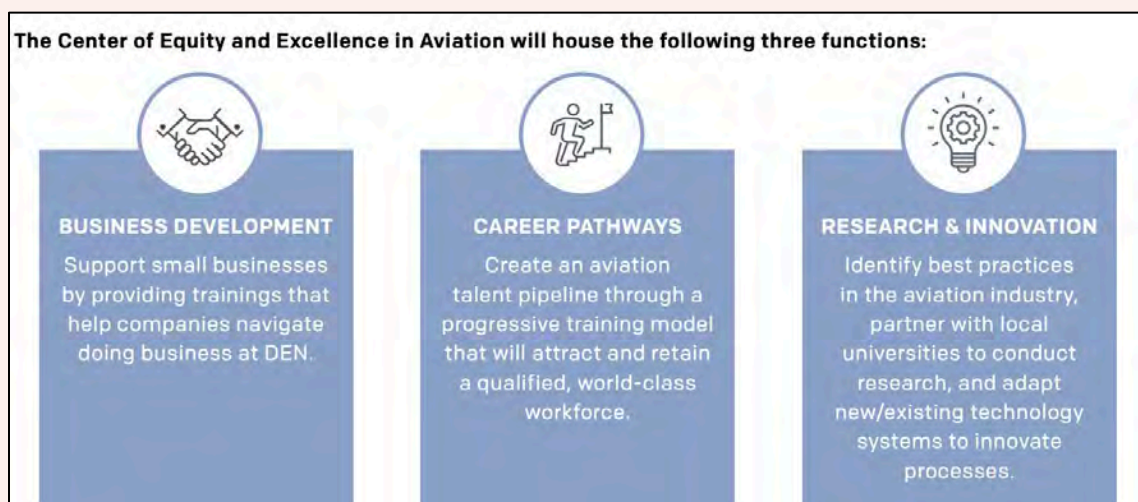 The Center of Equity and Excellence in Aviation will house the following three functions:
BUSINESS DEVELOPMENT
Support small businesses
by providing trainings that
help companies navigate
doing business at DEN.
CAREER PATHWAYS
Create an aviation
talent pipeline through a
progressive training model
that will attract and retain
a qualified, world-class
workforce.
RESEARCH & INNOVATION
Identify best practices
in the aviation industry,
partner with local
universities to conduct
research, and adapt
new/existing technology
systems to innovate
processes.